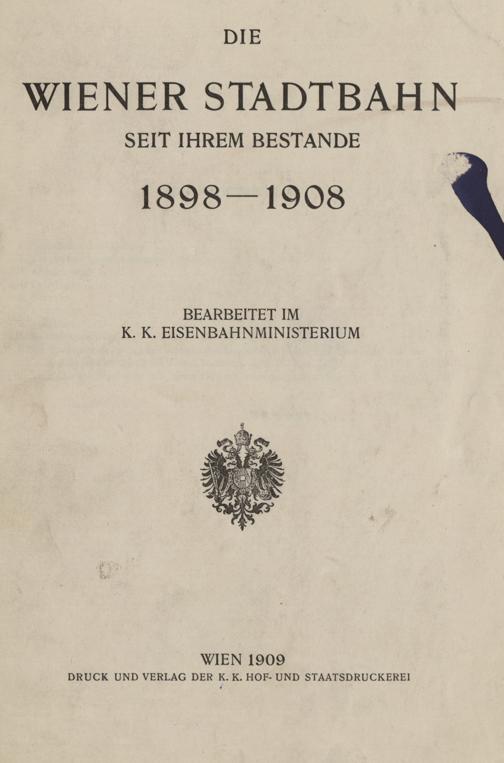 DIE
WIENER STADTBAHN
SEIT IHREM BESTANDE
1898—1908
BEARBEITET IM
K. K. EISENBAHNMINISTERIUM
WIEN 1909
DRUCK UND VERLAG DER K. K. HOF- UND STAATSDRUCKEREI